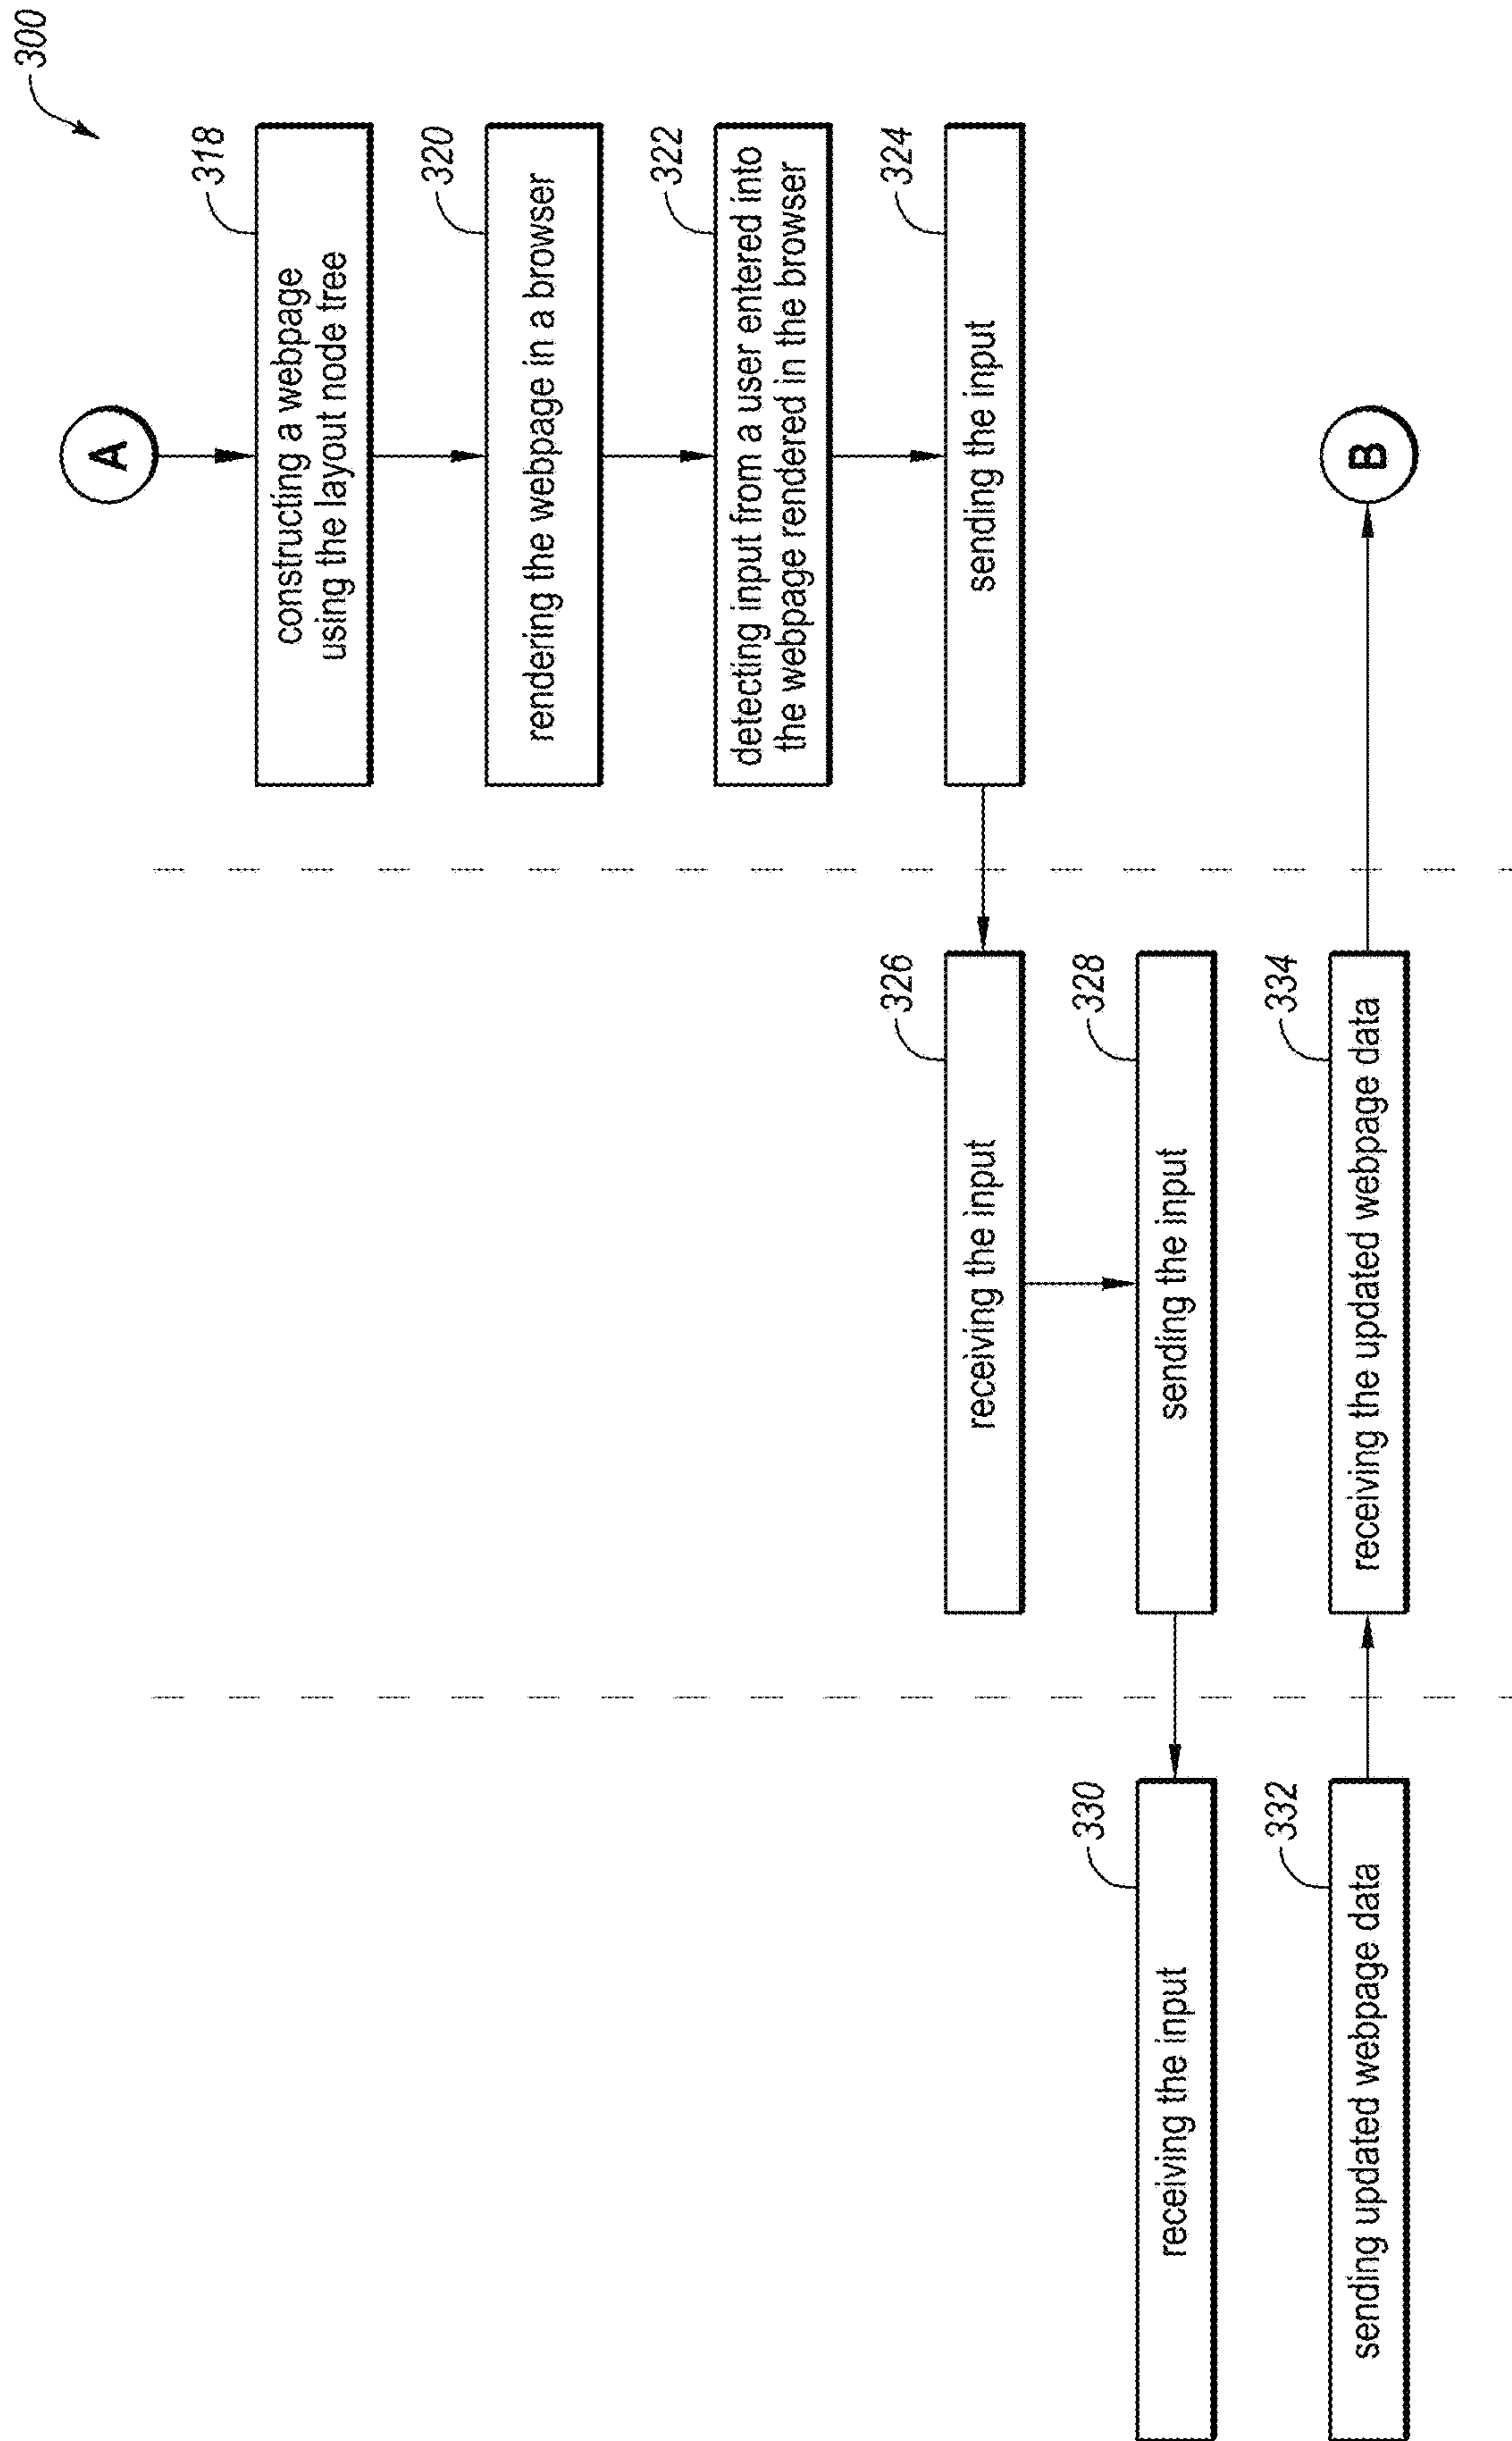 300
A
318
constructing a webpage
using the layout node tree
320
rendering the webpage in a browser
322
detecting input from a user entered into
the webpage rendered in the browser
324
sending the input
326
receiving the input
328
sending the input
330
receiving the input
332
sending updated webpage data
334
receiving the updated webpage data
B